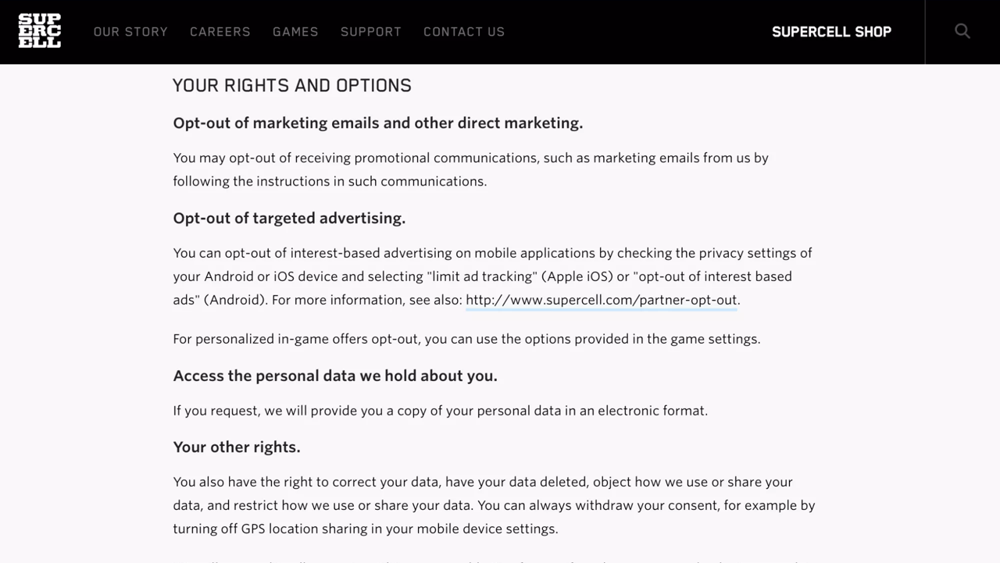 SUP
ERC
ELL
OUR STORY CAREERS GAMES SUPPORT CONTACT US SUPERCELL SHOP
YOUR RIGHTS AND OPTIONS
Opt-out of marketing emails and other direct marketing.
You may opt-out of receiving promotional communications, such as marketing emails from us by
following the instructions in such communications.
Opt-out of targeted advertising.
You can opt-out of interest-based advertising on mobile applications by checking the privacy settings of
your Android or iOS device and selecting "limit ad tracking" (Apple iOS) or "opt-out of interest based
ads" (Android). For more information, see also: http://www.supercell.com/partner-opt-out.
For personalized in-game offers opt-out, you can use the options provided in the game settings.
Access the personal data we hold about you.
If you request, we will provide you a copy of your personal data in an electronic format.
Your other rights.
You also have the right to correct your data, have your data deleted, object how we use or share your
data, and restrict how we use or share your data. You can always withdraw your consent, for example by
turning off GPS location sharing in your mobile device settings.